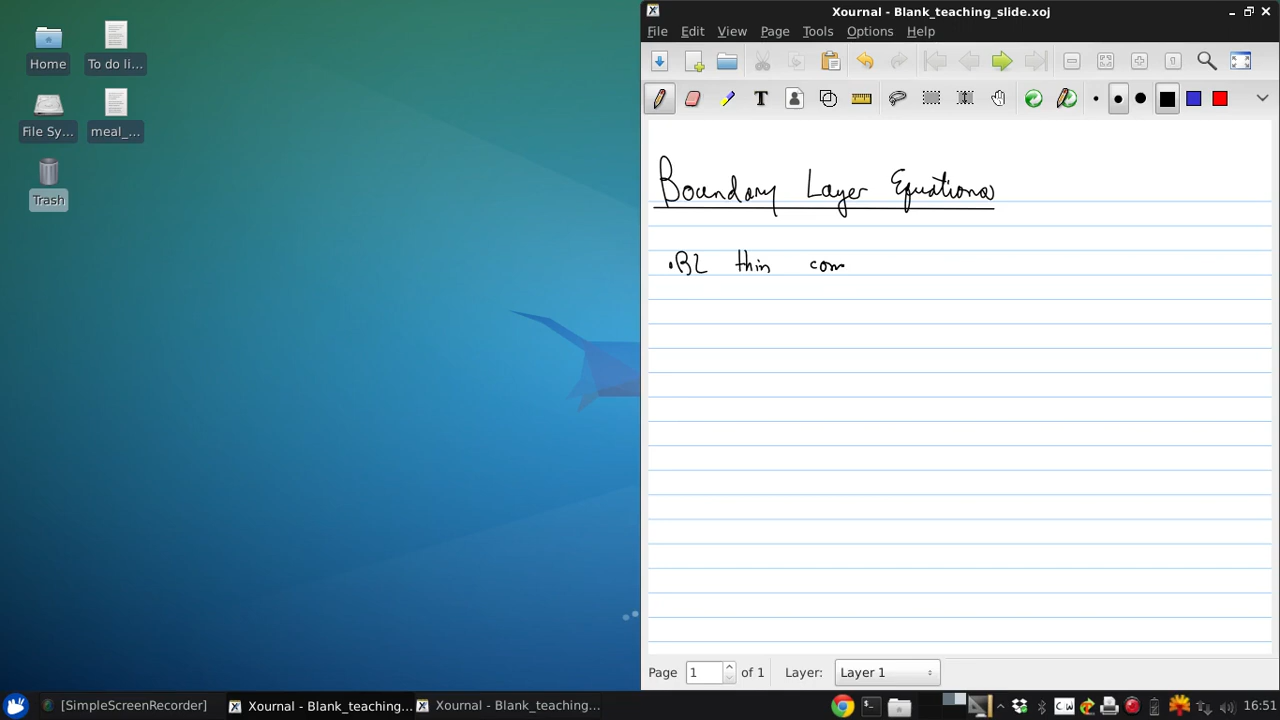 Xournal - Blank_teaching_slide.xoj
File Edit View Page Tools Options Help
Home
To do li...
File Sy...
meal_...
Trash
Boundary Layer Equations
•BL thin com
Page 1 of 1 Layer: Layer 1
[SimpleScreenRecorder]
Xournal - Blank_teaching...
Xournal - Blank_teaching...
16:51